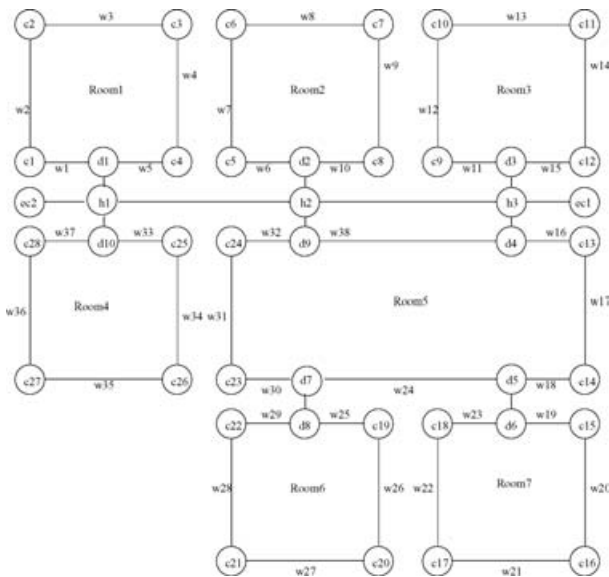 c2 w3 c3 c6 w8 c7 c10 w13 c11
w4 w9 w14
Room1 Room2 Room3
w2 w7 w12
c1 w1 d1 w5 c4 c5 w6 d2 w10 c8 c9 w11 d3 w15 c12
ec2 h1 h2 h3 ec1
c28 w37 d10 w33 c25 c24 w32 d9 w38 d4 w16 c13
w36 Room4 w34 w31 Room5 w17
c27 w35 c26 c23 w30 d7 w24 d5 w18 c14
c22 w29 d8 w25 c19 c18 w23 d6 w19 c15
w28 Room6 w26 w22 Room7 w20
c21 w27 c20 c17 w21 c16